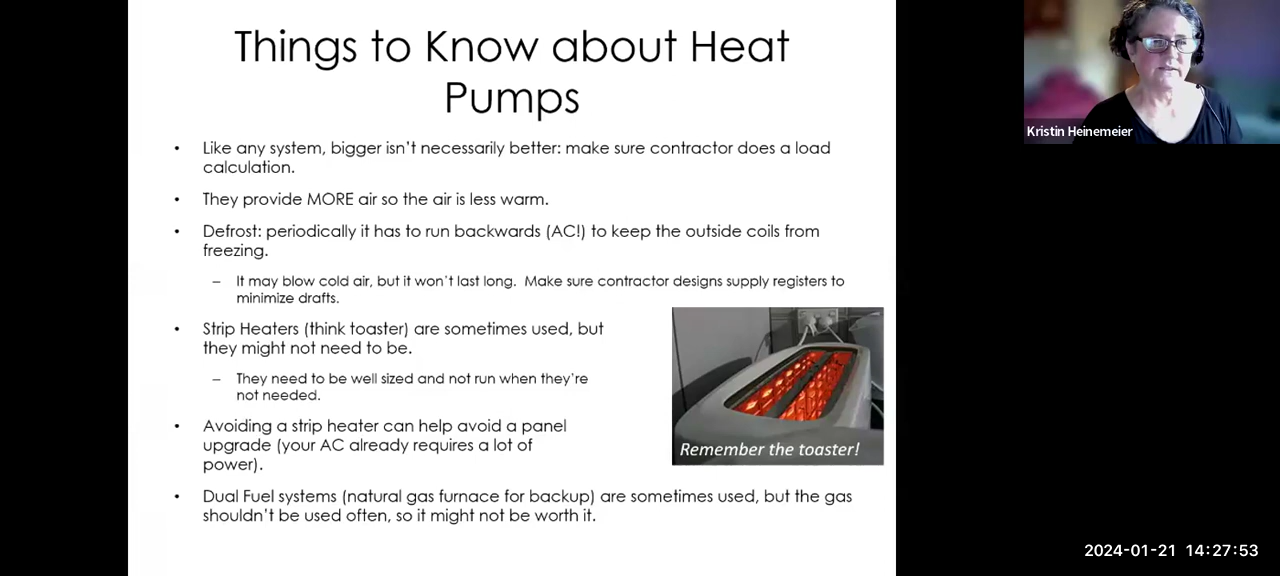 Things to Know about Heat
Pumps
• Like any system, bigger isn't necessarily better: make sure contractor does a load
calculation.
• They provide MORE air so the air is less warm.
• Defrost: periodically it has to run backwards (AC!) to keep the outside coils from
freezing.
– It may blow cold air, but it won't last long.  Make sure contractor designs supply registers to
minimize drafts.
• Strip Heaters (think toaster) are sometimes used, but
they might not need to be.
– They need to be well sized and not run when they're
not needed.
• Avoiding a strip heater can help avoid a panel
upgrade (your AC already requires a lot of
power).
Remember the toaster!
• Dual Fuel systems (natural gas furnace for backup) are sometimes used, but the gas
shouldn't be used often, so it might not be worth it.
Kristin Heinemeier
2024-01-21 14:27:53